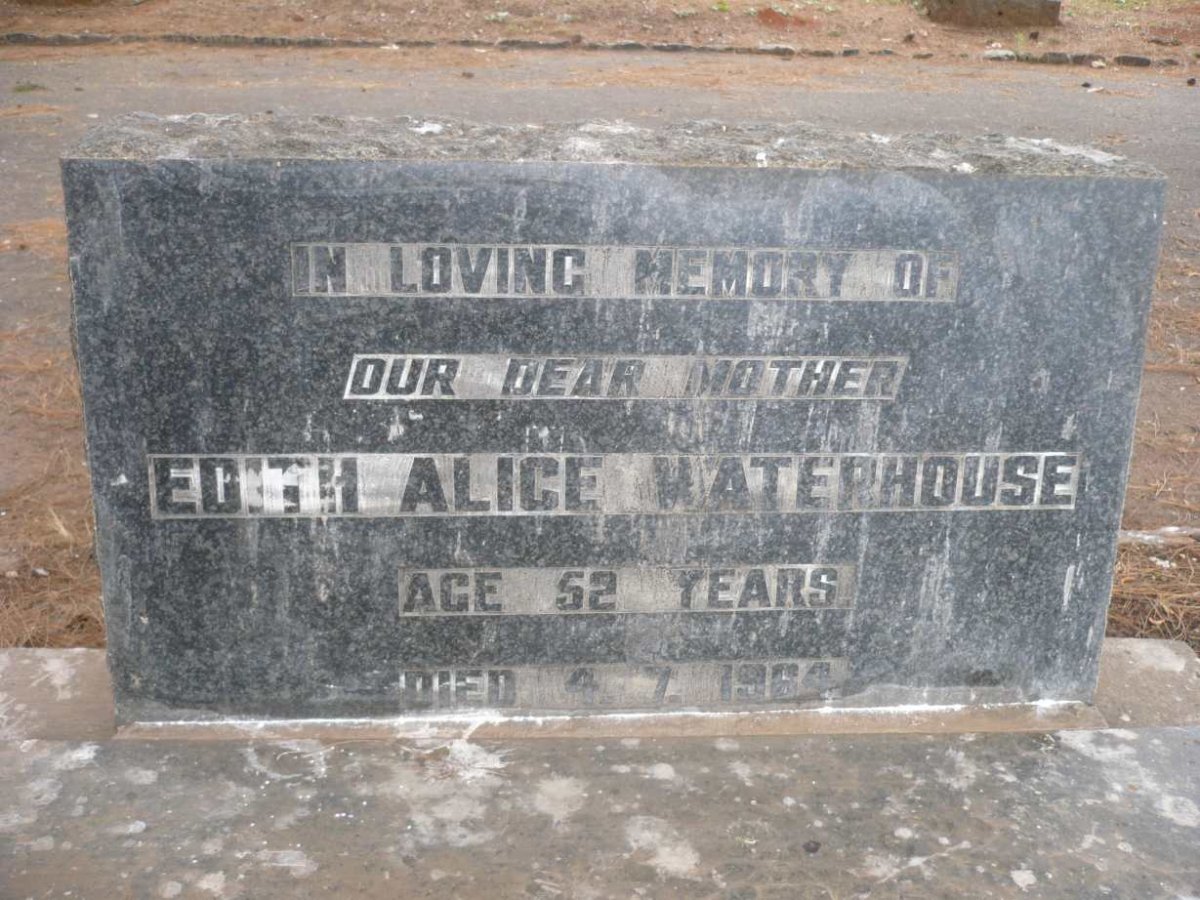 IN LOVING MEMORY OF
OUR DEAR MOTHER
EDITH ALICE WATERHOUSE
AGE 52 YEARS
DIED 4. 7. 1964